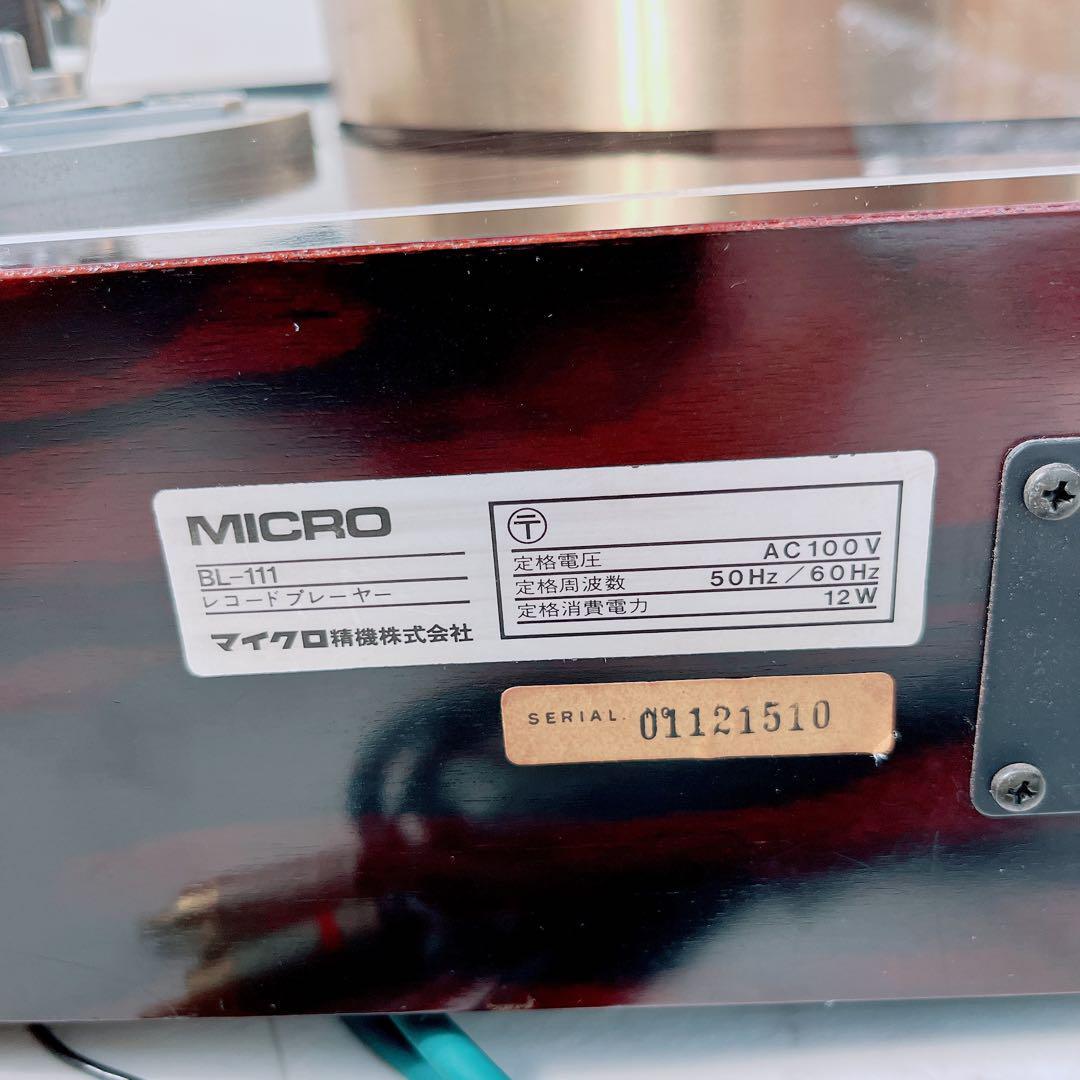 MICRO
BL-111
レコードプレーヤー
マイクロ精機株式会社
〒
定格電圧 AC100V
定格周波数 50Hz/60Hz
定格消費電力 12W
SERIAL. NO 01121510